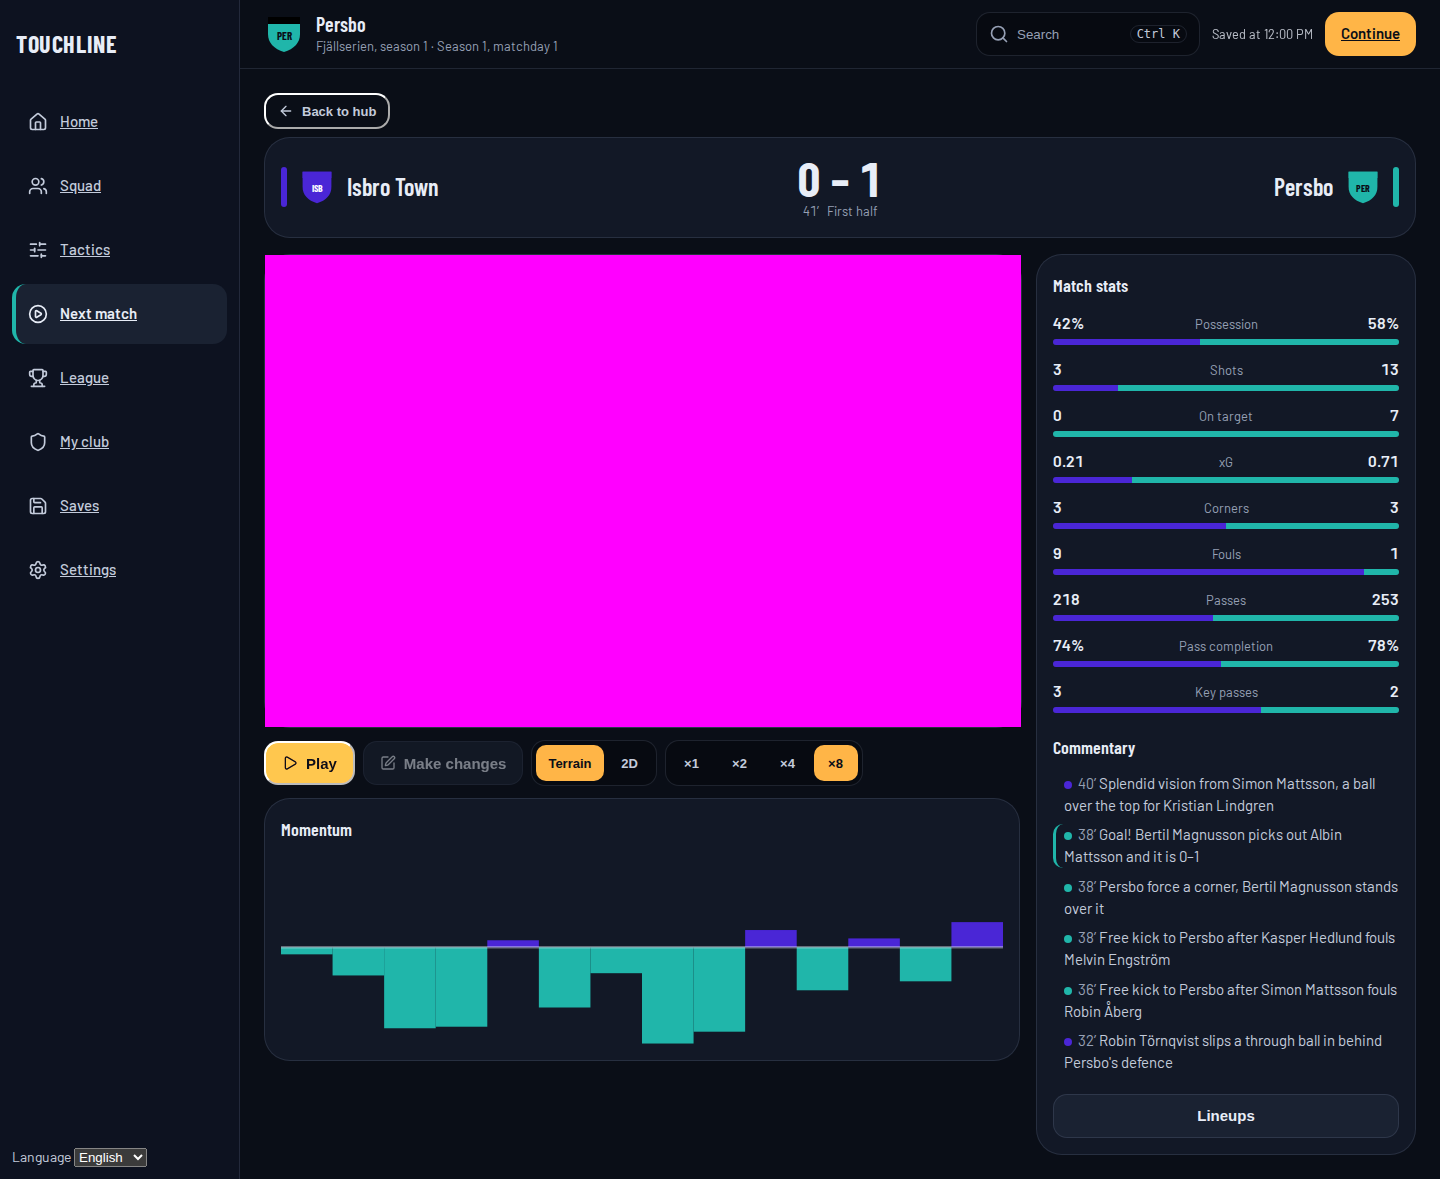 TOUCHLINE
Home
Squad
Tactics
Next match
League
My club
Saves
Settings
Language English
PER
Persbo
Fjällserien, season 1 · Season 1, matchday 1
Search
Ctrl K
Saved at 12:00 PM
Continue
Back to hub
ISB
Isbro Town
0 – 1
41′ First half
Persbo
PER
Play
Make changes
Terrain
2D
×1
×2
×4
×8
Momentum
Match stats
42% Possession 58%
3 Shots 13
0 On target 7
0.21 xG 0.71
3 Corners 3
9 Fouls 1
218 Passes 253
74% Pass completion 78%
3 Key passes 2
Commentary
40′ Splendid vision from Simon Mattsson, a ball
over the top for Kristian Lindgren
38′ Goal! Bertil Magnusson picks out Albin
Mattsson and it is 0–1
38′ Persbo force a corner, Bertil Magnusson stands
over it
38′ Free kick to Persbo after Kasper Hedlund fouls
Melvin Engström
36′ Free kick to Persbo after Simon Mattsson fouls
Robin Åberg
32′ Robin Törnqvist slips a through ball in behind
Persbo's defence
Lineups